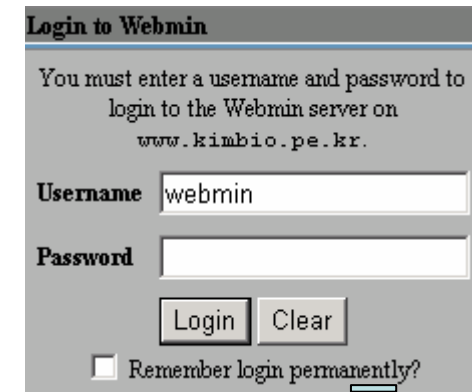 Login to Webmin
You must enter a username and password to
login to the Webmin server on
www.kimbio.pe.kr.
Username webmin
Password
Login Clear
Remember login permanently?